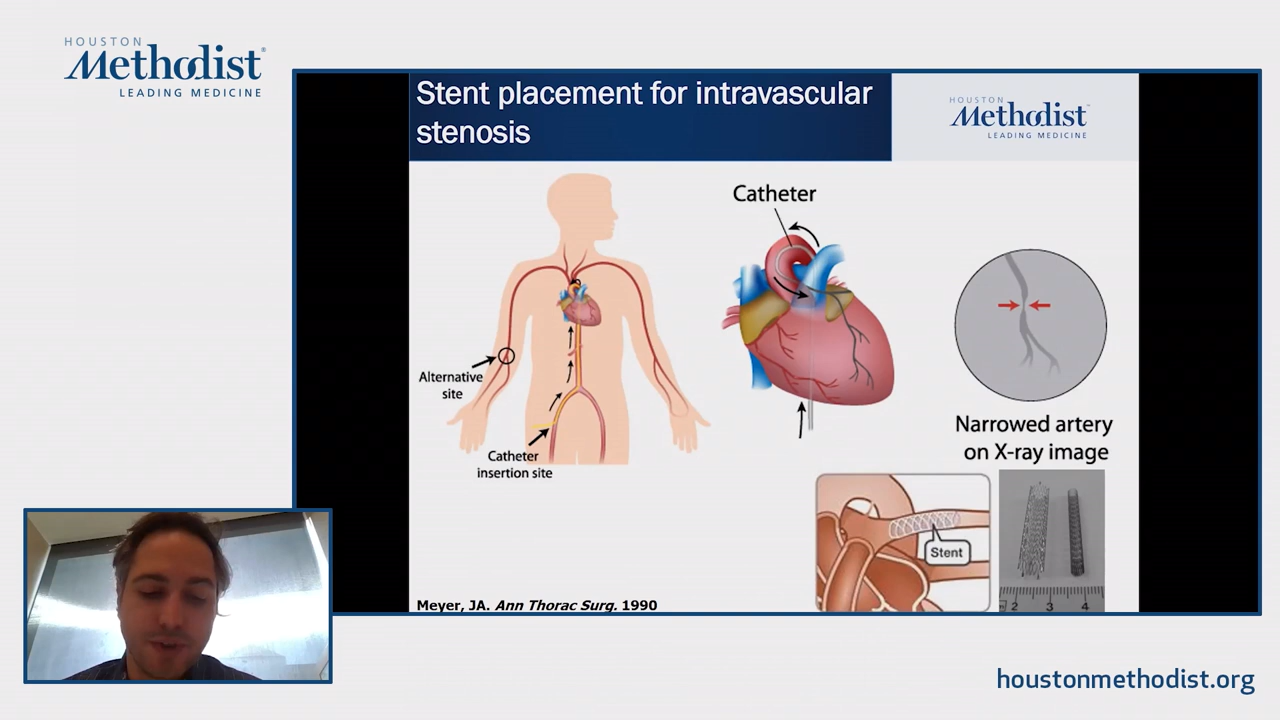 HOUSTON
Methodist®
LEADING MEDICINE
Stent placement for intravascular
stenosis
HOUSTON
Methodist
LEADING MEDICINE
Catheter
Alternative
site
Catheter
insertion site
Narrowed artery
on X-ray image
Stent
2 3 4
Meyer, JA. Ann Thorac Surg. 1990
houstonmethodist.org